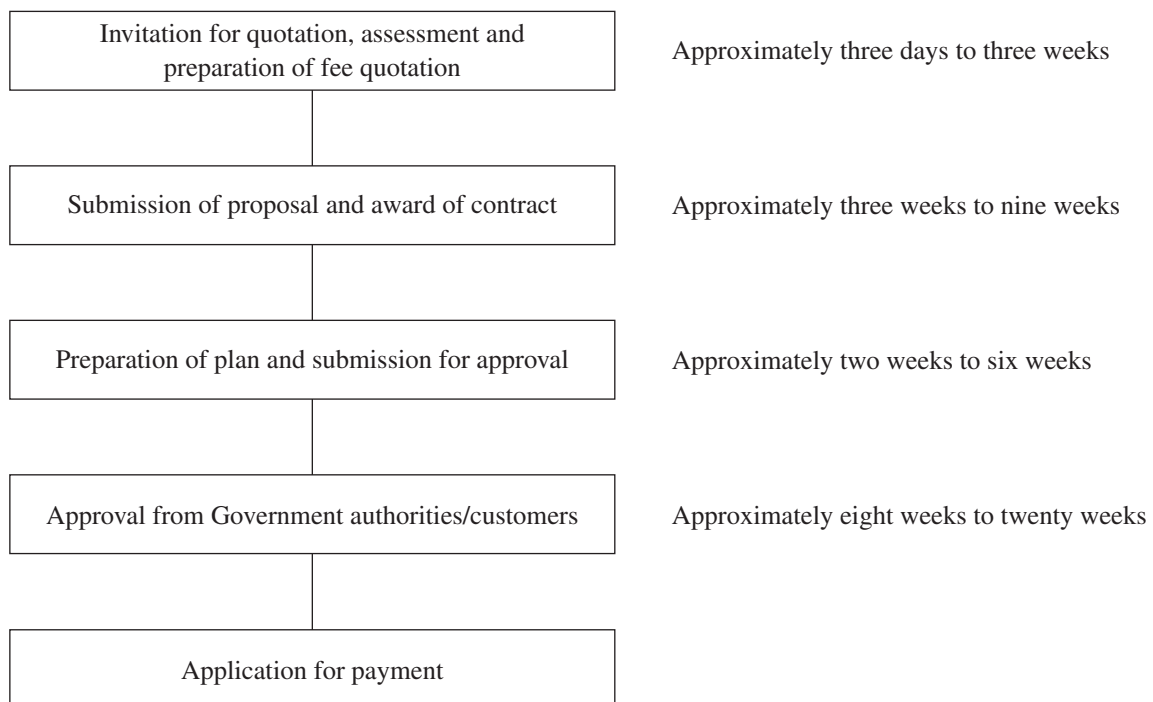 Invitation for quotation, assessment and
preparation of fee quotation
Approximately three days to three weeks
Submission of proposal and award of contract
Approximately three weeks to nine weeks
Preparation of plan and submission for approval
Approximately two weeks to six weeks
Approval from Government authorities/customers
Approximately eight weeks to twenty weeks
Application for payment